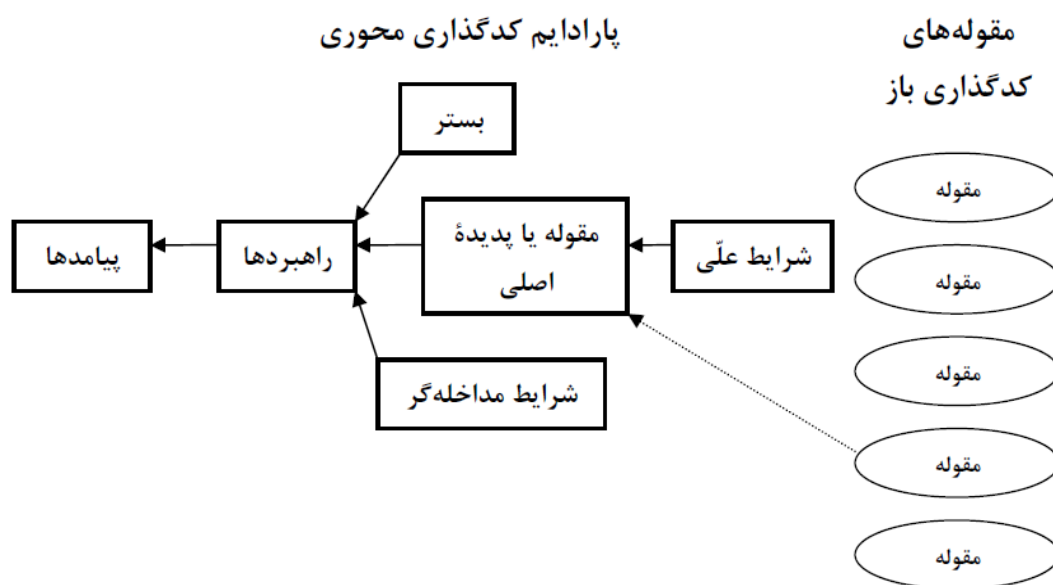 مقوله‌های
کدگذاری باز
پارادایم کدگذاری محوری
بستر
شرایط علّی
مقوله یا پدیدهٔ
اصلی
راهبردها
پیامدها
شرایط مداخله‌گر
مقوله
مقوله
مقوله
مقوله
مقوله